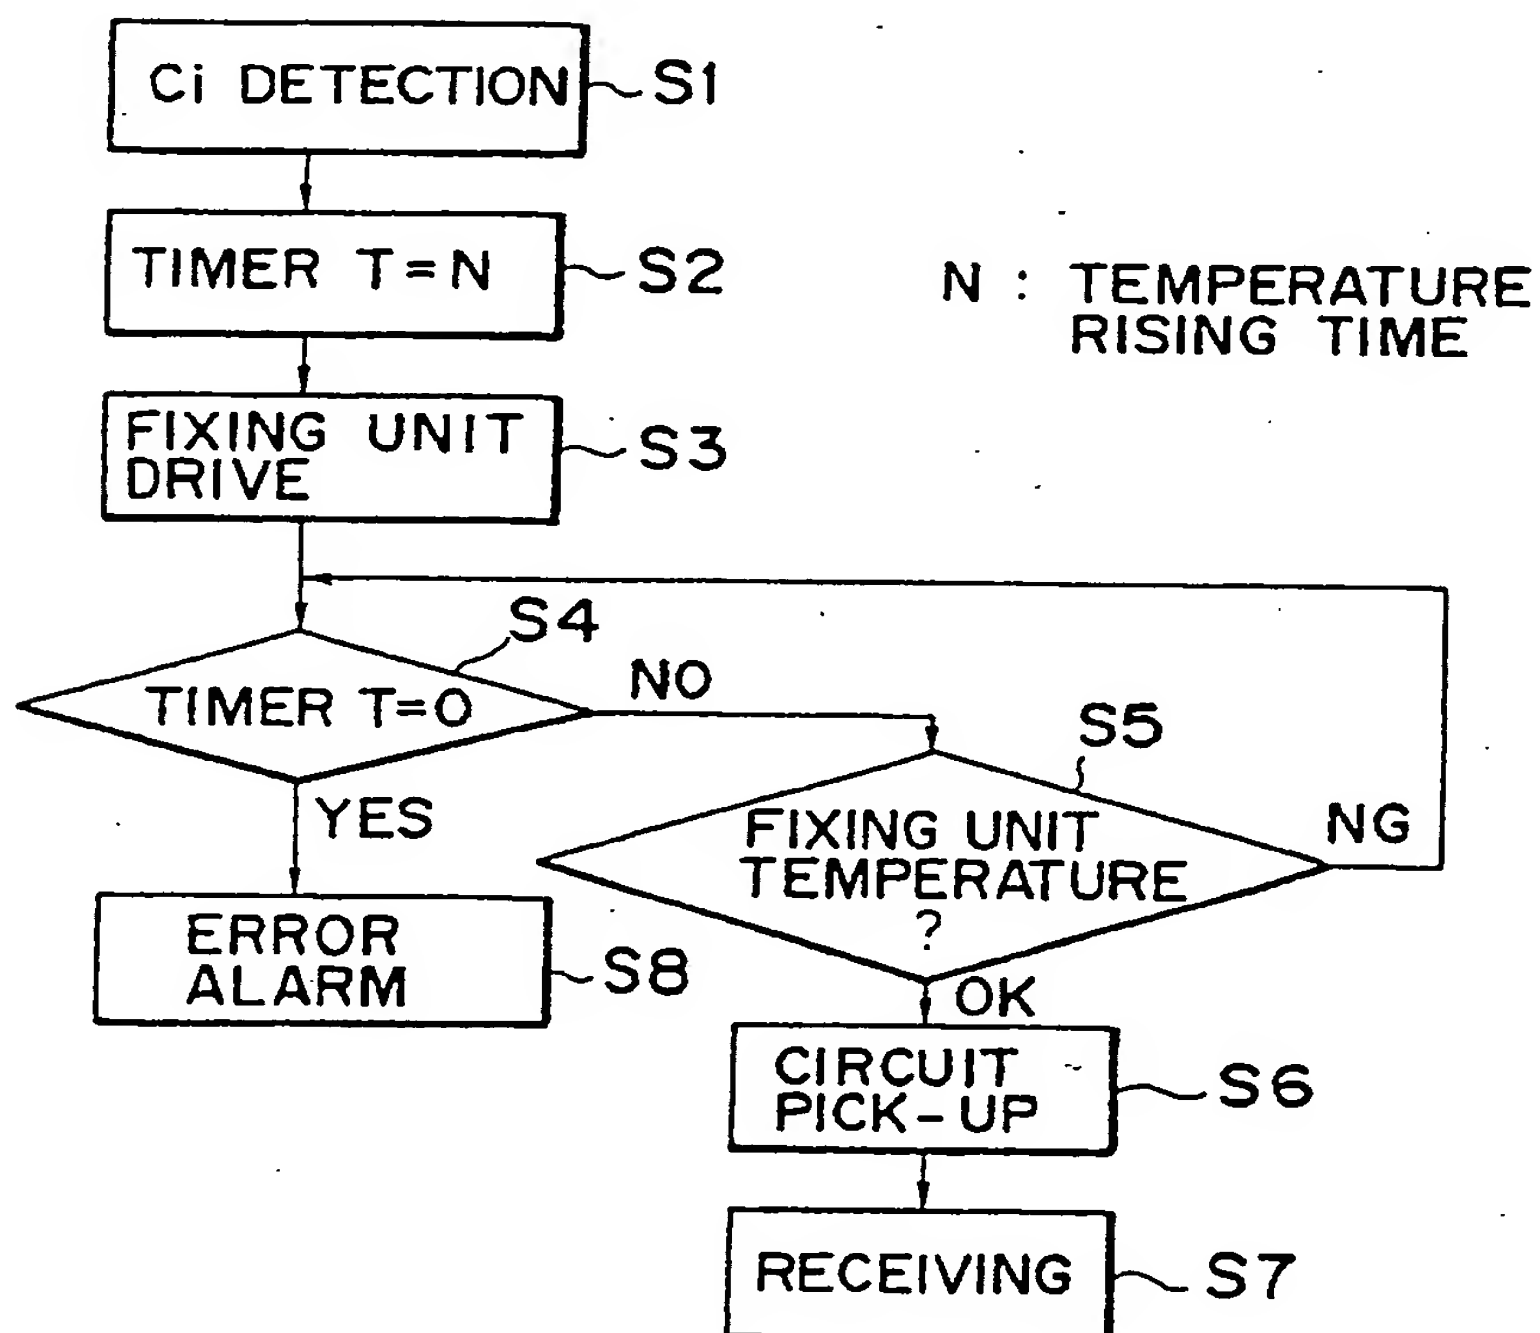 Ci DETECTION
S1
TIMER T=N
S2
N : TEMPERATURE
RISING TIME
FIXING UNIT
DRIVE
S3
S4
TIMER T=0
NO
YES
S5
FIXING UNIT
TEMPERATURE
?
NG
OK
ERROR
ALARM
S8
CIRCUIT
PICK-UP
S6
RECEIVING
S7